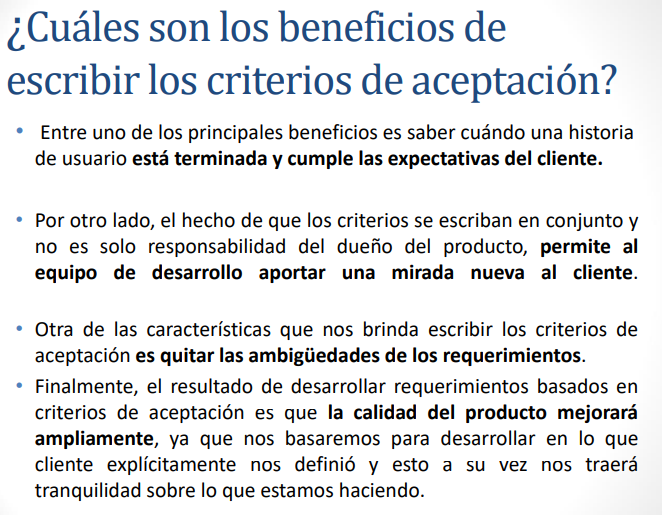 ¿Cuáles son los beneficios de
escribir los criterios de aceptación?
• Entre uno de los principales beneficios es saber cuándo una historia
de usuario está terminada y cumple las expectativas del cliente.
• Por otro lado, el hecho de que los criterios se escriban en conjunto y
no es solo responsabilidad del dueño del producto, permite al
equipo de desarrollo aportar una mirada nueva al cliente.
• Otra de las características que nos brinda escribir los criterios de
aceptación es quitar las ambigüedades de los requerimientos.
• Finalmente, el resultado de desarrollar requerimientos basados en
criterios de aceptación es que la calidad del producto mejorará
ampliamente, ya que nos basaremos para desarrollar en lo que
cliente explícitamente nos definió y esto a su vez nos traerá
tranquilidad sobre lo que estamos haciendo.